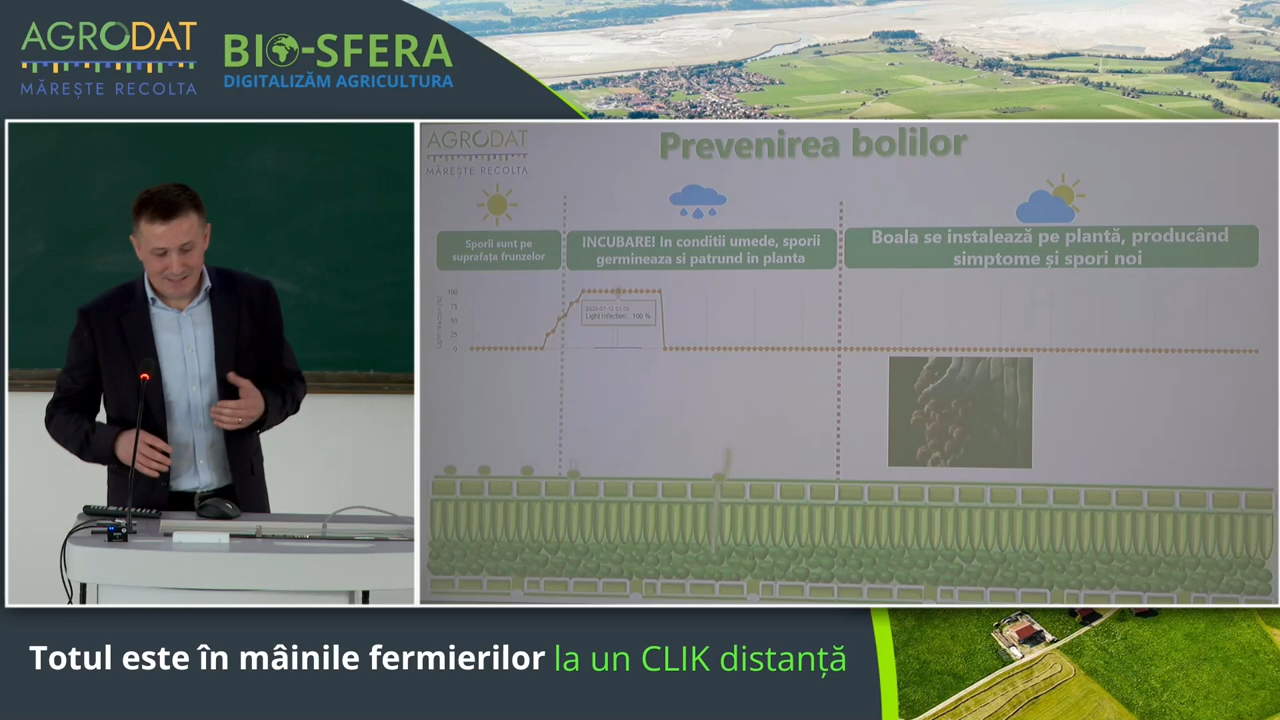 AGRODAT
MĂREȘTE RECOLTA
BIO-SFERA
DIGITALIZĂM AGRICULTURA
AGRODAT
MĂREȘTE RECOLTA
Prevenirea bolilor
Sporii sunt pe
suprafața frunzelor
INCUBARE! In conditii umede, sporii
germineaza si patrund in planta
Boala se instalează pe plantă, producând
simptome și spori noi
100
75
50
25
0
Light Infection: 100 %
Totul este în mâinile fermierilor la un CLIK distanță